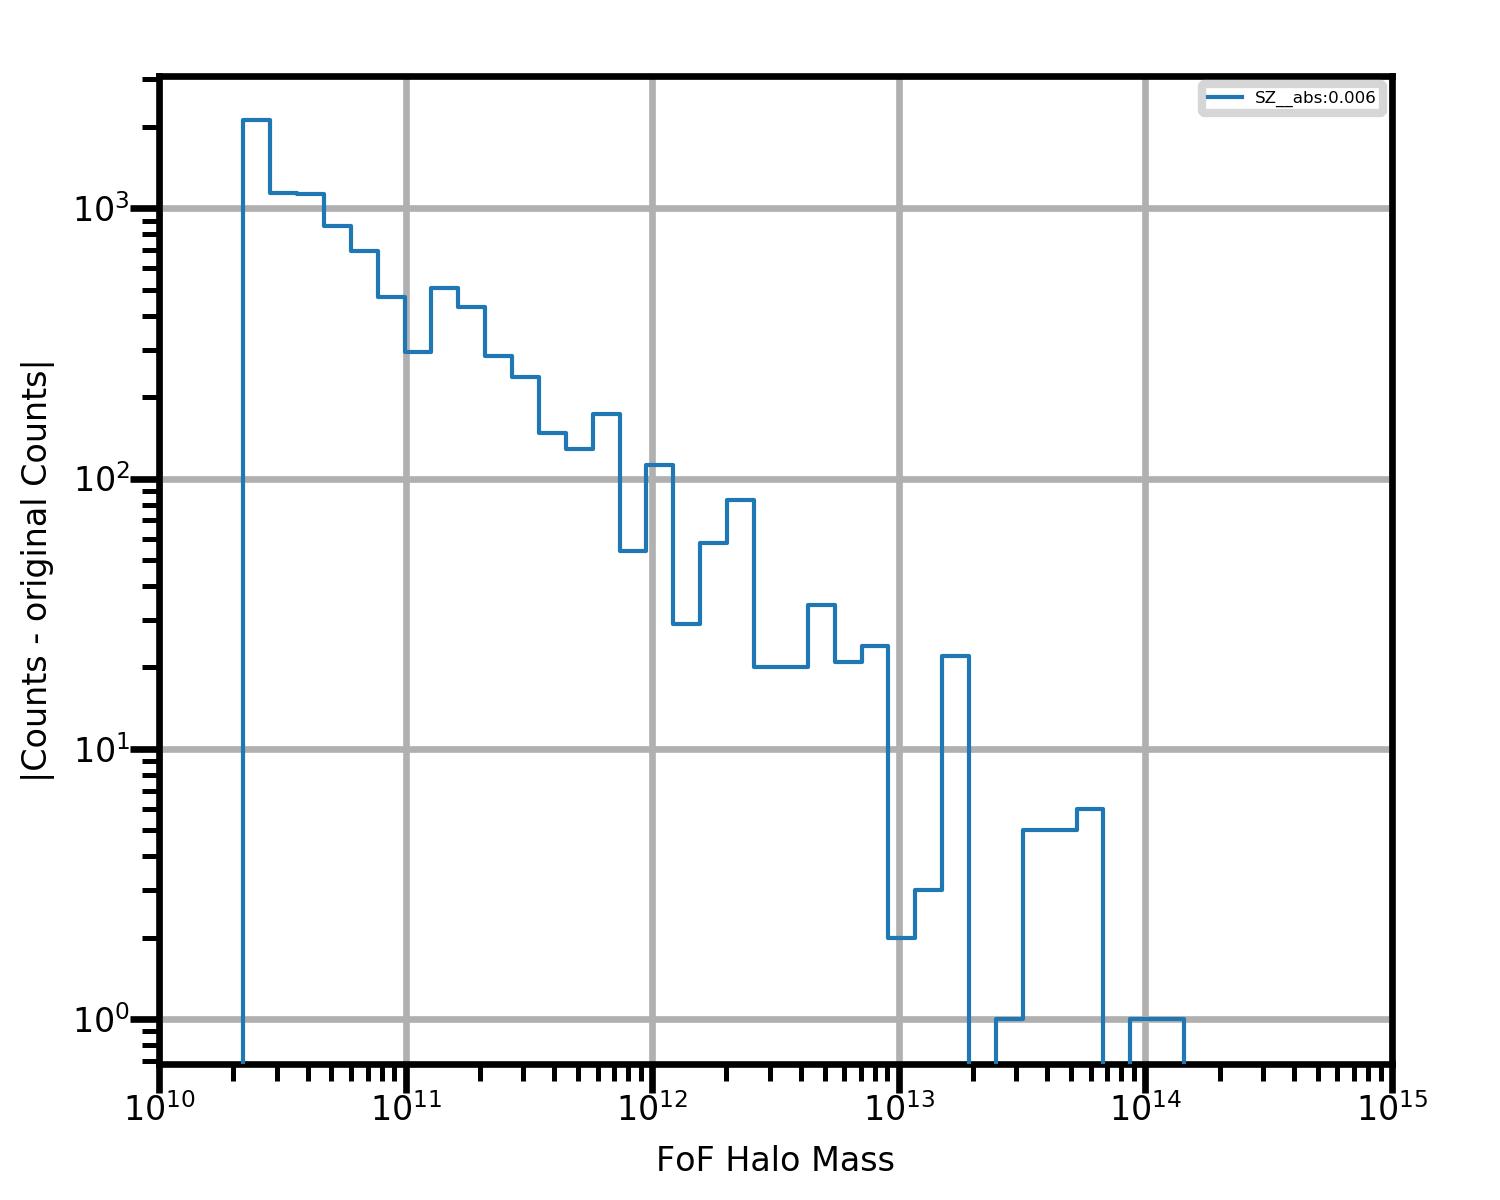 SZ__abs:0.006
|Counts - original Counts|
10³
10²
10¹
10⁰
10¹⁰ 10¹¹ 10¹² 10¹³ 10¹⁴ 10¹⁵
FoF Halo Mass